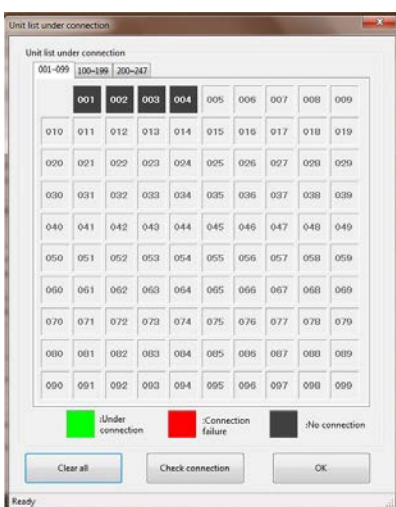 Unit list under connection
Unit list under connection
001-099 100-199 200-247
001 002 003 004 005 006 007 008 009
010 011 012 013 014 015 016 017 018 019
020 021 022 023 024 025 026 027 028 029
030 031 032 033 034 035 036 037 038 039
040 041 042 043 044 045 046 047 048 049
050 051 052 053 054 055 056 057 058 059
060 061 062 063 064 065 066 067 068 069
070 071 072 073 074 075 076 077 078 079
080 081 082 083 084 085 086 087 088 089
090 091 092 093 094 095 096 097 098 099
:Under connection
:Connection failure
:No connection
Clear all Check connection OK
Ready